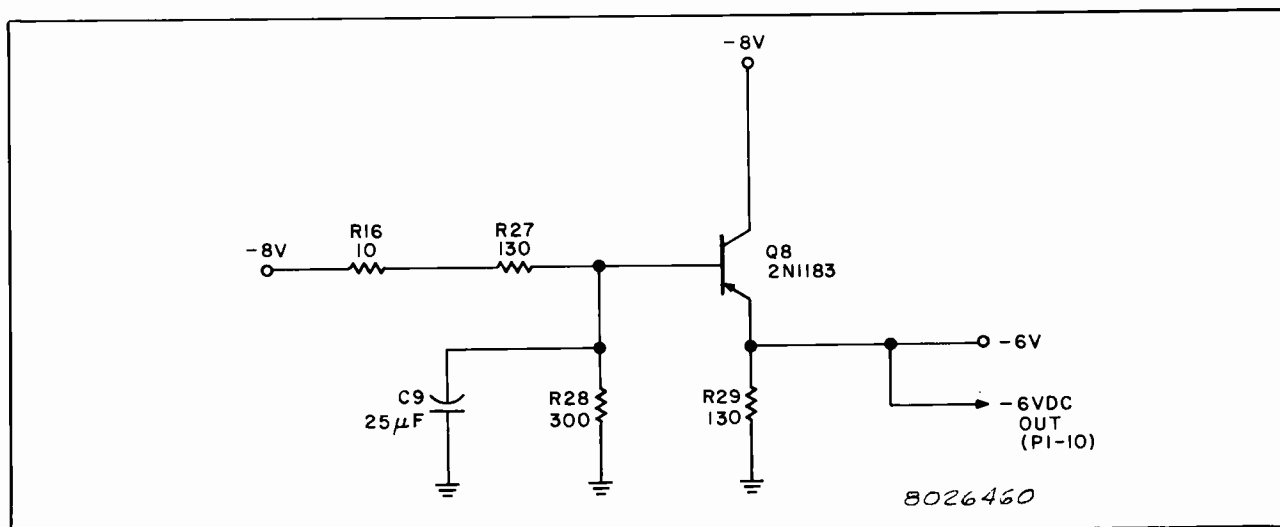 -8V
-8V
R16
10
R27
130
Q8
2N1183
-6V
C9
25µF
R28
300
R29
130
-6VDC
OUT
(P1-10)
8026460